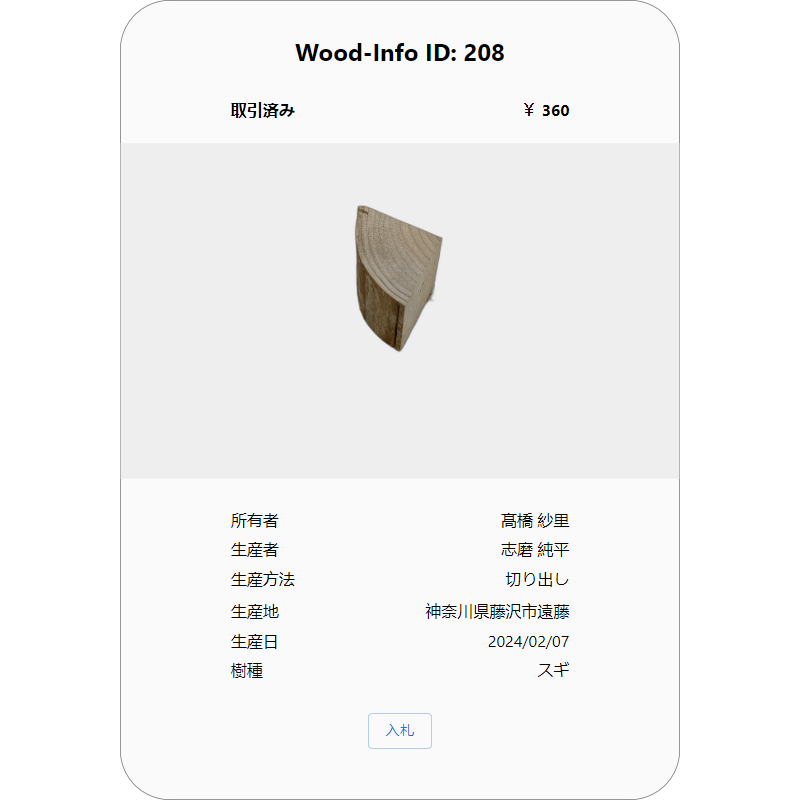 Wood-Info ID: 208
取引済み ￥ 360
所有者 髙橋 紗里
生産者 志磨 純平
生産方法 切り出し
生産地 神奈川県藤沢市遠藤
生産日 2024/02/07
樹種 スギ
入札